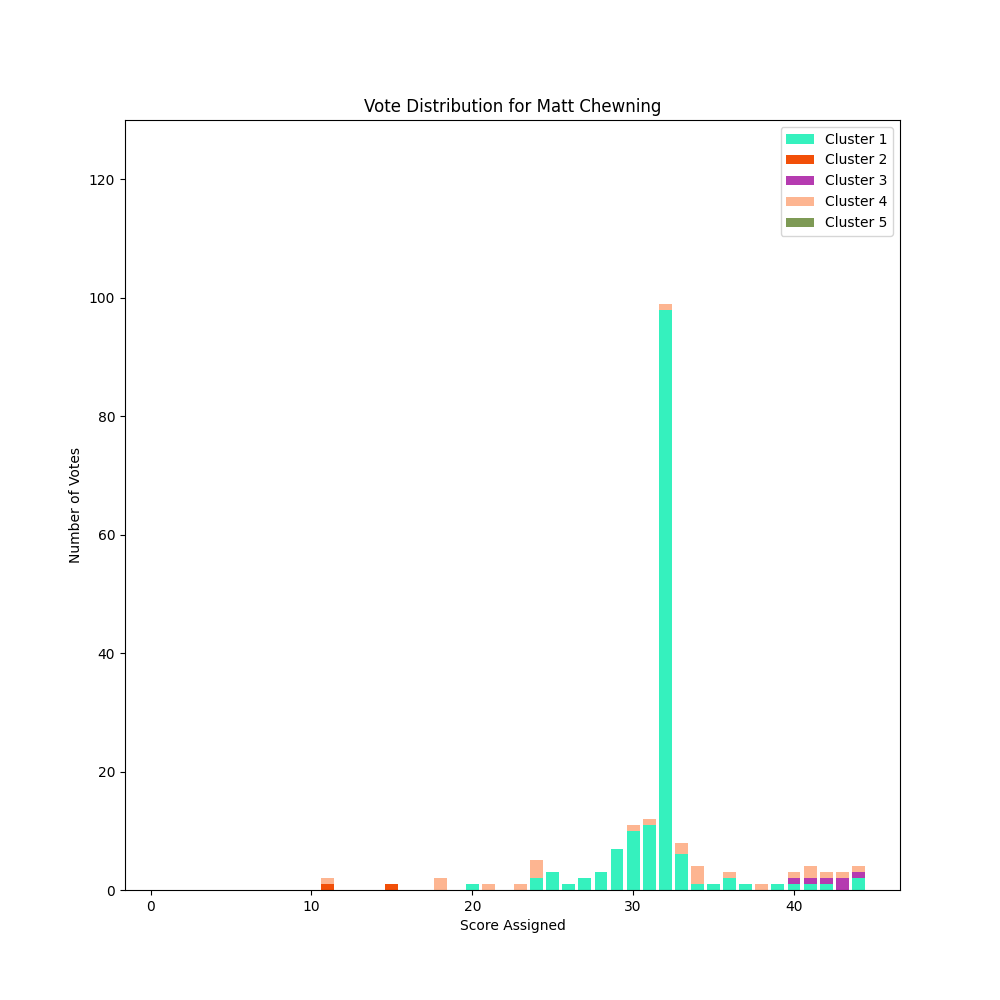 Vote Distribution for Matt Chewning
Cluster 1
Cluster 2
Cluster 3
Cluster 4
Cluster 5
120
100
80
60
40
20
0
Number of Votes
0 10 20 30 40
Score Assigned